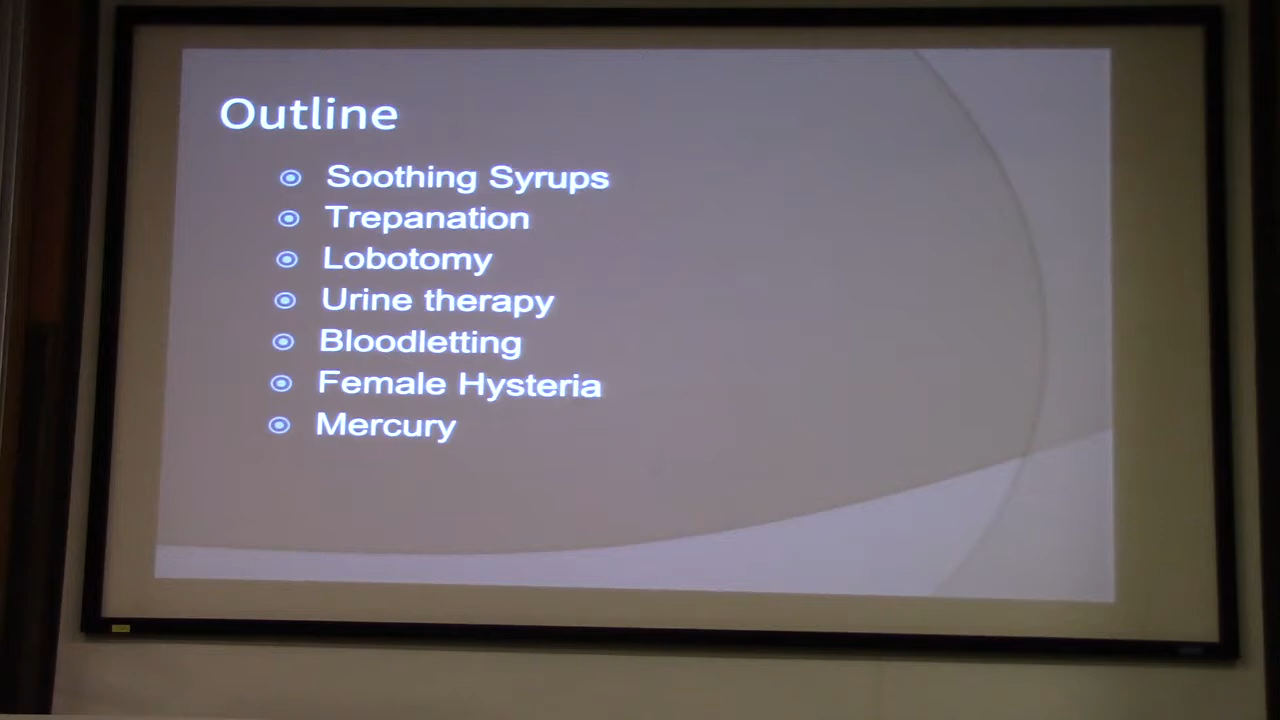 Outline
Soothing Syrups
Trepanation
Lobotomy
Urine therapy
Bloodletting
Female Hysteria
Mercury